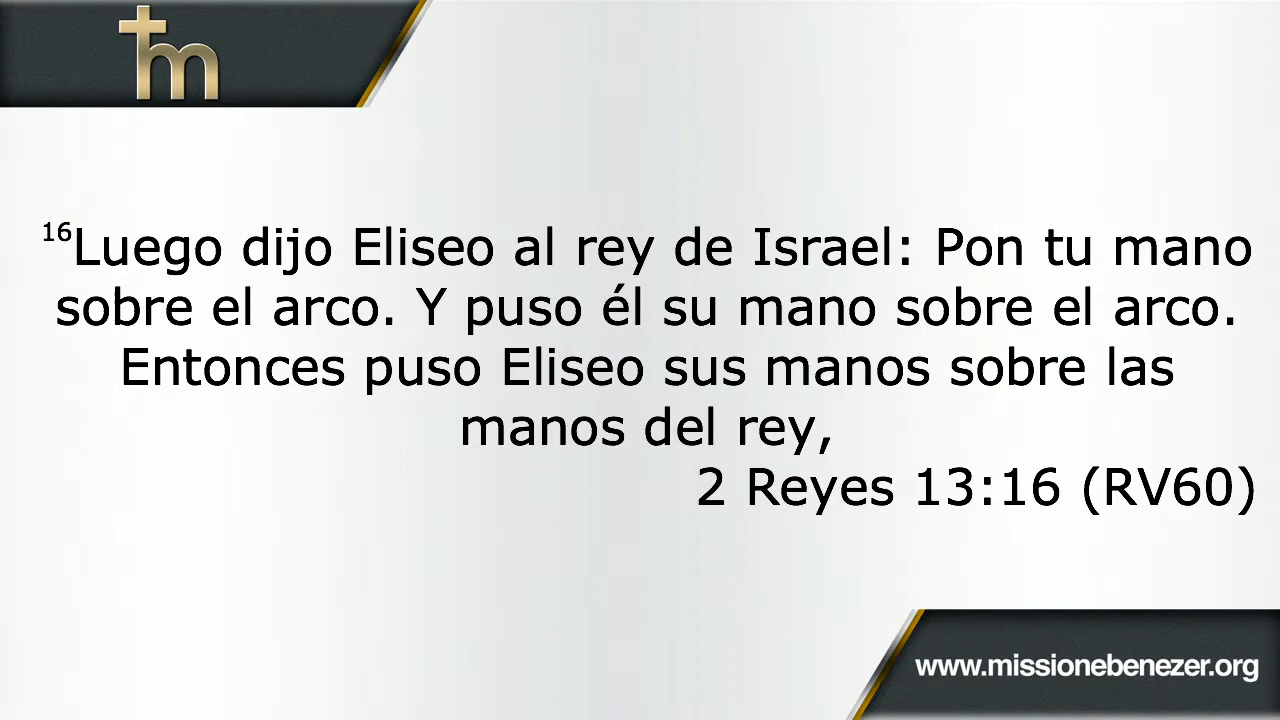 m
16Luego dijo Eliseo al rey de Israel: Pon tu mano
sobre el arco. Y puso él su mano sobre el arco.
Entonces puso Eliseo sus manos sobre las
manos del rey,
2 Reyes 13:16 (RV60)
www.missionebenezer.org